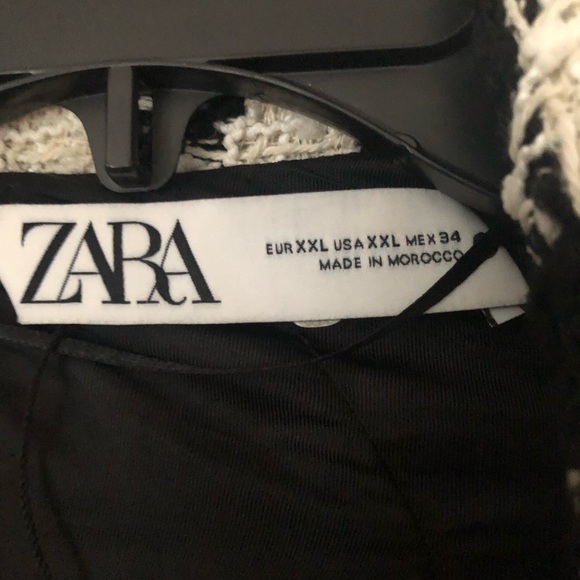 ZARA
EUR XXL USA XXL MEX 34
MADE IN MOROCCO